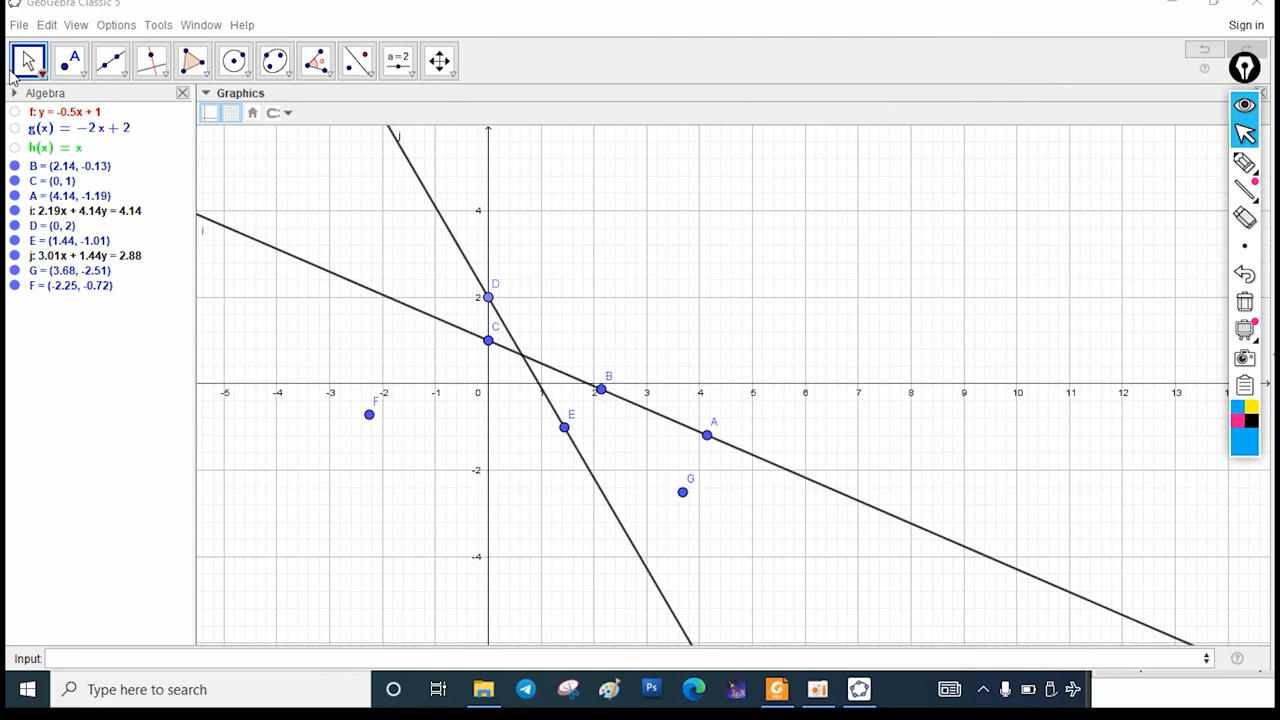 GeoGebra Classic 5
File Edit View Options Tools Window Help
Sign in
A
α
a=2
Algebra
Graphics
f: y = -0.5x + 1
g(x) = −2x + 2
h(x) = x
B = (2.14, -0.13)
C = (0, 1)
A = (4.14, -1.19)
i: 2.19x + 4.14y = 4.14
D = (0, 2)
E = (1.44, -1.01)
j: 3.01x + 1.44y = 2.88
G = (3.68, -2.51)
F = (-2.25, -0.72)
j
4
i
D
2
C
B
-5 -3 -2 -1 0 1 2 3 4 5 6 7 8 9 10 11 12 13
F
E
A
-2
G
-4
Input:
Type here to search
Ps